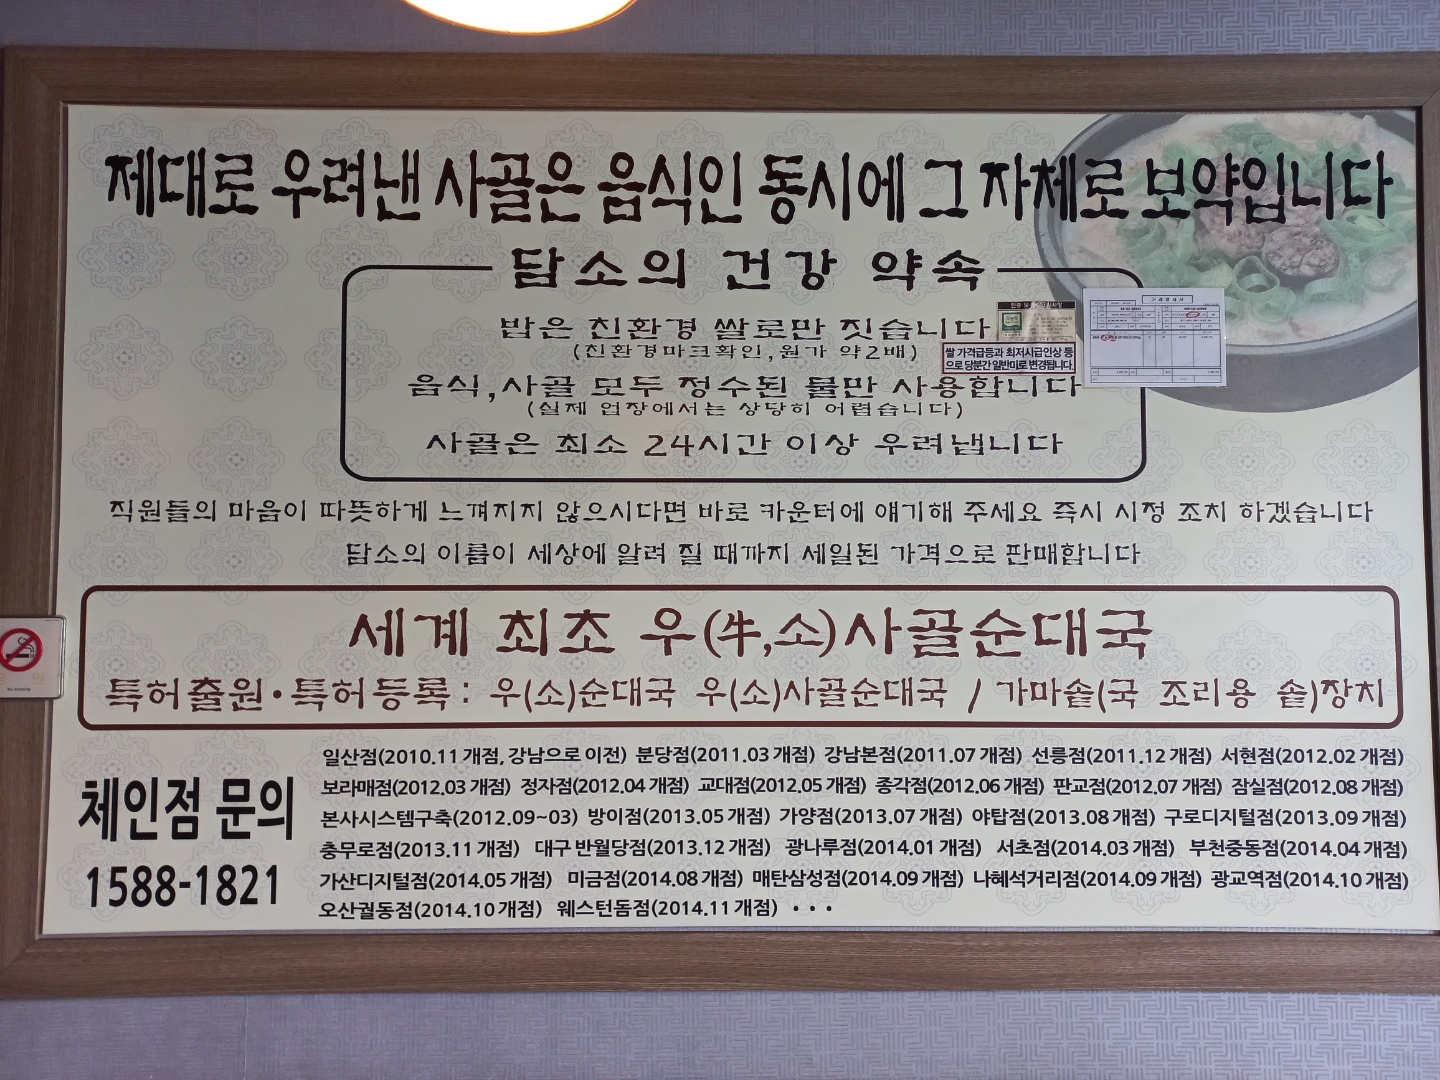 제대로 우려낸 사골은 음식인 동시에 그 자체로 보약입니다
담소의 건강 약속
밥은 친환경 쌀로만 짓습니다
(친환경마크확인,원가 약2배)
쌀 가격급등과 최저시급인상 등
으로 당분간 일반미로 변경됩니다.
음식,사골 모두 정수된 물만 사용합니다
(실제 업장에서는 상당히 어렵습니다)
사골은 최소 24시간 이상 우려냅니다
직원들의 마음이 따뜻하게 느껴지지 않으시다면 바로 카운터에 얘기해 주세요 즉시 시정 조치 하겠습니다
담소의 이름이 세상에 알려 질 때까지 세일된 가격으로 판매합니다
세계 최초 우(牛,소)사골순대국
특허출원·특허등록: 우(소)순대국 우(소)사골순대국 / 가마솥(국 조리용 솥)장치
체인점 문의
1588-1821
일산점(2010.11 개점, 강남으로 이전) 분당점(2011.03 개점) 강남본점(2011.07 개점) 선릉점(2011.12 개점) 서현점(2012.02 개점)
보라매점(2012.03 개점) 정자점(2012.04 개점) 교대점(2012.05 개점) 종각점(2012.06 개점) 판교점(2012.07 개점) 잠실점(2012.08 개점)
본사시스템구축(2012.09~03) 방이점(2013.05 개점) 가양점(2013.07 개점) 야탑점(2013.08 개점) 구로디지털점(2013.09 개점)
충무로점(2013.11 개점) 대구 반월당점(2013.12 개점) 광나루점(2014.01 개점) 서초점(2014.03 개점) 부천중동점(2014.04 개점)
가산디지털점(2014.05 개점) 미금점(2014.08 개점) 매탄삼성점(2014.09 개점) 나혜석거리점(2014.09 개점) 광교역점(2014.10 개점)
오산궐동점(2014.10 개점) 웨스턴돔점(2014.11 개점) ···